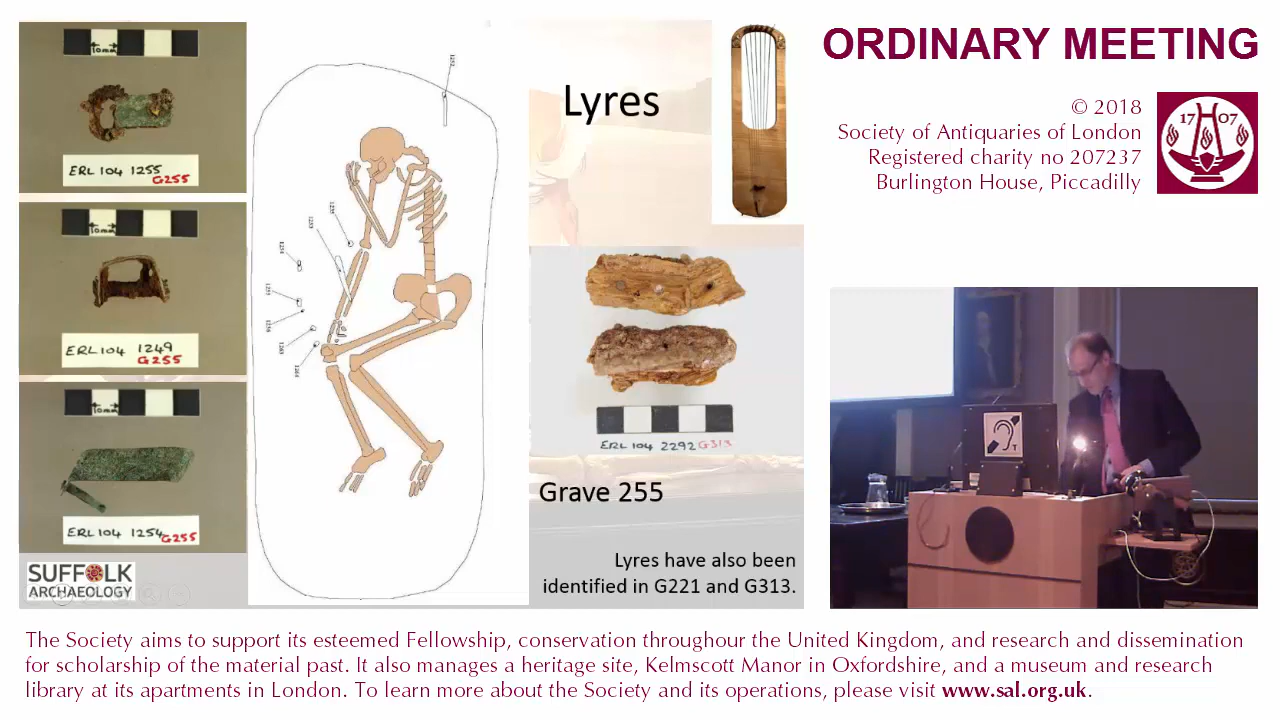 10mm
ERL 104 1255
G255
10mm
ERL 104 1249
G255
10mm
ERL 104 1254
G255
SUFFOLK
ARCHAEOLOGY
1252
Lyres
ERL 104 2292 G313
Grave 255
Lyres have also been
identified in G221 and G313.
ORDINARY MEETING
© 2018
Society of Antiquaries of London
Registered charity no 207237
Burlington House, Piccadilly
17 07
T
The Society aims to support its esteemed Fellowship, conservation throughour the United Kingdom, and research and dissemination
for scholarship of the material past. It also manages a heritage site, Kelmscott Manor in Oxfordshire, and a museum and research
library at its apartments in London. To learn more about the Society and its operations, please visit www.sal.org.uk.